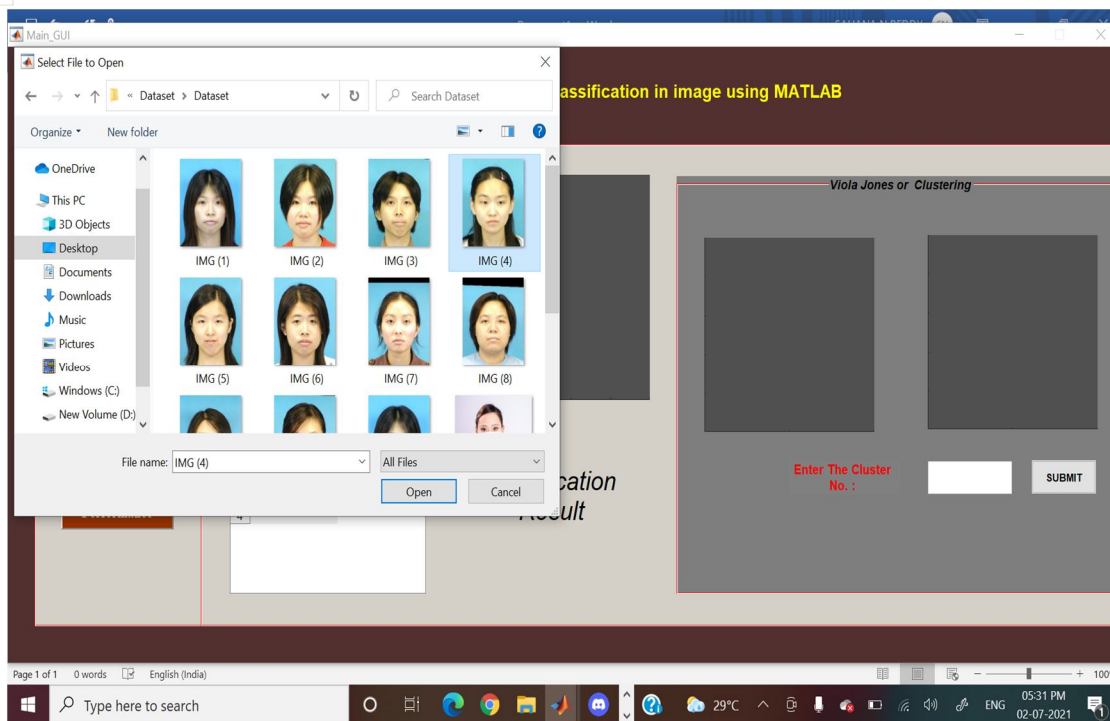 Main_GUI
Select File to Open
« Dataset > Dataset
Search Dataset
assification in image using MATLAB
Organize
New folder
OneDrive
This PC
3D Objects
Desktop
Documents
Downloads
Music
Pictures
Videos
Windows (C:)
New Volume (D:)
IMG (1)
IMG (2)
IMG (3)
IMG (4)
IMG (5)
IMG (6)
IMG (7)
IMG (8)
File name:
IMG (4)
All Files
Open
Cancel
Viola Jones or Clustering
Enter The Cluster
No. :
SUBMIT
cation
Result
4
Page 1 of 1
0 words
English (India)
100%
Type here to search
29°C
ENG
05:31 PM
02-07-2021
1